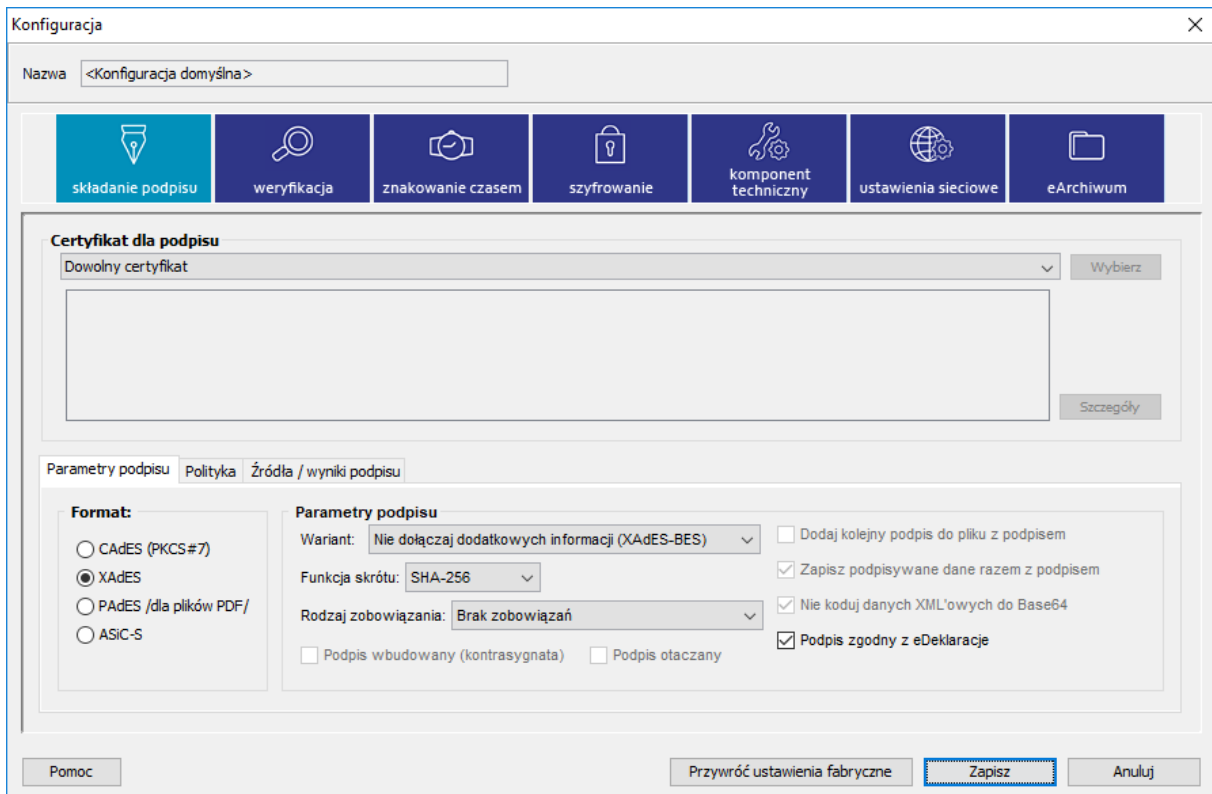 Konfiguracja
Nazwa <Konfiguracja domyślna>
składanie podpisu
weryfikacja
znakowanie czasem
szyfrowanie
komponent
techniczny
ustawienia sieciowe
eArchiwum
Certyfikat dla podpisu
Dowolny certyfikat
Wybierz
Szczegóły
Parametry podpisu Polityka Źródła / wyniki podpisu
Format:
CAdES (PKCS#7)
XAdES
PAdES /dla plików PDF/
ASiC-S
Parametry podpisu
Wariant: Nie dołączaj dodatkowych informacji (XAdES-BES)
Funkcja skrótu: SHA-256
Rodzaj zobowiązania: Brak zobowiązań
Podpis wbudowany (kontrasygnata) Podpis otaczany
Dodaj kolejny podpis do pliku z podpisem
Zapisz podpisywane dane razem z podpisem
Nie koduj danych XML'owych do Base64
Podpis zgodny z eDeklaracje
Pomoc
Przywróć ustawienia fabryczne
Zapisz
Anuluj